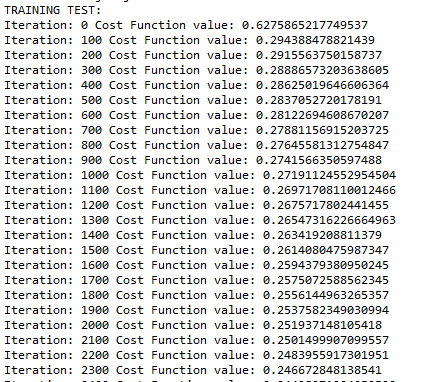 TRAINING TEST:
Iteration: 0 Cost Function value: 0.6275865217749537
Iteration: 100 Cost Function value: 0.294388478821439
Iteration: 200 Cost Function value: 0.2915563750158737
Iteration: 300 Cost Function value: 0.28886573203638605
Iteration: 400 Cost Function value: 0.28625019646606364
Iteration: 500 Cost Function value: 0.2837052720178191
Iteration: 600 Cost Function value: 0.28122694608670207
Iteration: 700 Cost Function value: 0.27881156915203725
Iteration: 800 Cost Function value: 0.27645581312754847
Iteration: 900 Cost Function value: 0.2741566350597488
Iteration: 1000 Cost Function value: 0.27191124552954504
Iteration: 1100 Cost Function value: 0.26971708110012466
Iteration: 1200 Cost Function value: 0.2675717802441455
Iteration: 1300 Cost Function value: 0.26547316226664963
Iteration: 1400 Cost Function value: 0.263419208811379
Iteration: 1500 Cost Function value: 0.2614080475987347
Iteration: 1600 Cost Function value: 0.2594379380950245
Iteration: 1700 Cost Function value: 0.2575072588562345
Iteration: 1800 Cost Function value: 0.2556144963265357
Iteration: 1900 Cost Function value: 0.2537582349030994
Iteration: 2000 Cost Function value: 0.251937148105418
Iteration: 2100 Cost Function value: 0.2501499907099557
Iteration: 2200 Cost Function value: 0.2483955917301951
Iteration: 2300 Cost Function value: 0.246672848138541